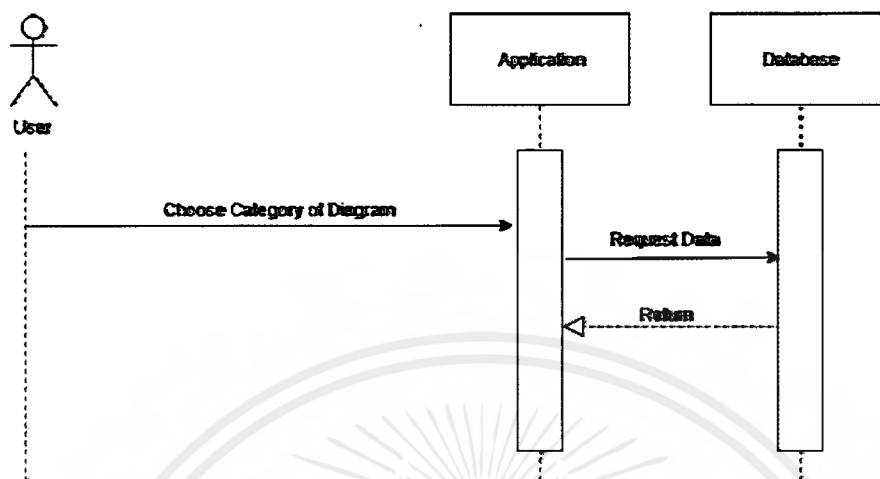 Application
Database
User
Choose Category of Diagram
Request Data
Return